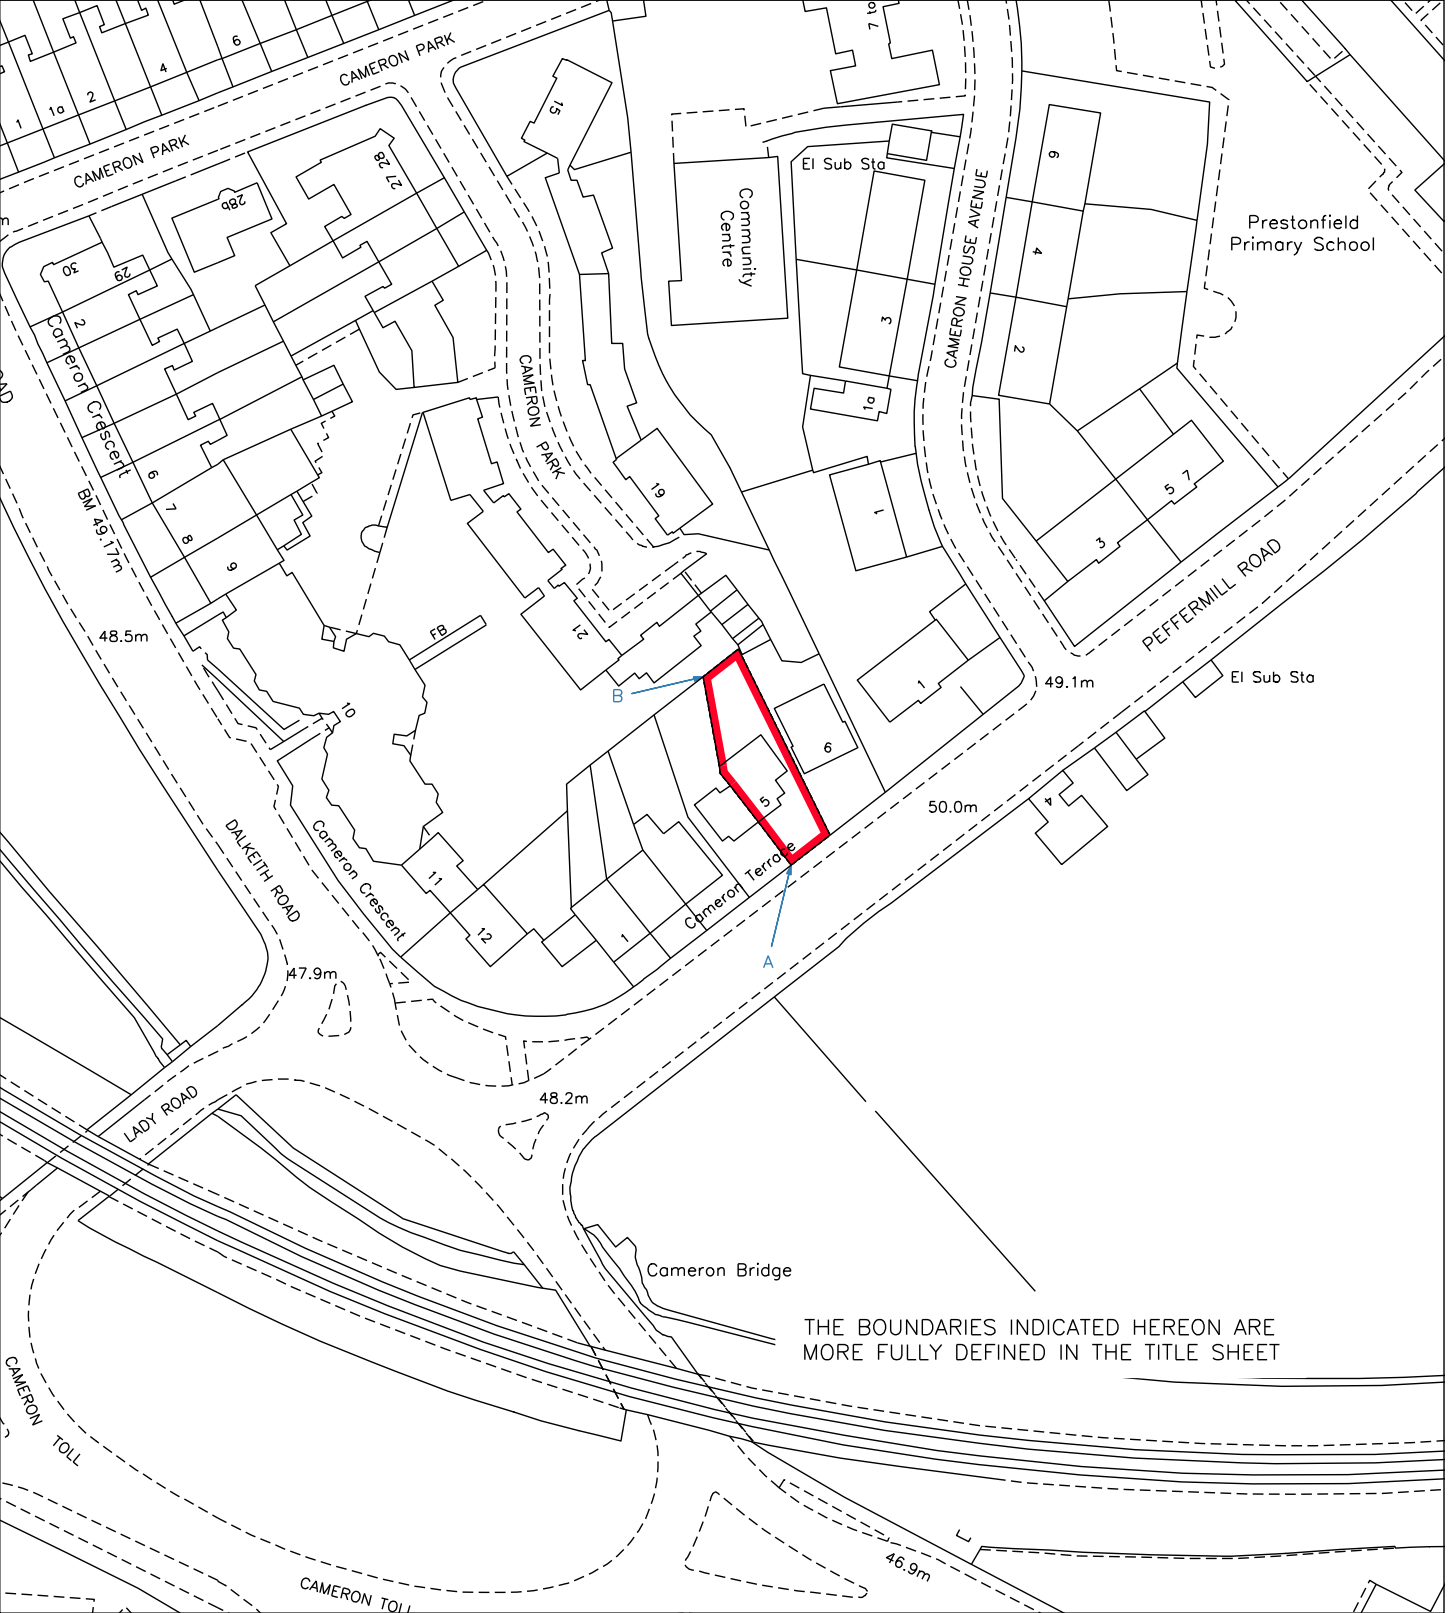 CAMERON PARK
7 to
6
4
2
1a
1
CAMERON PARK
15
27 28
28b
30
29
2
El Sub Sta
Community
Centre
CAMERON HOUSE AVENUE
6
4
2
3
1a
Prestonfield
Primary School
Cameron Crescent
CAMERON PARK
6
7
8
9
BM 49.17m
19
1
5 7
3
PEFFERMILL ROAD
48.5m
FB
21
B
1
49.1m
El Sub Sta
10
6
5
4
50.0m
DALKEITH ROAD
Cameron Crescent
11
12
1
Cameron Terrace
A
47.9m
48.2m
LADY ROAD
Cameron Bridge
THE BOUNDARIES INDICATED HEREON ARE
MORE FULLY DEFINED IN THE TITLE SHEET
CAMERON TOLL
46.9m
CAMERON TOLL